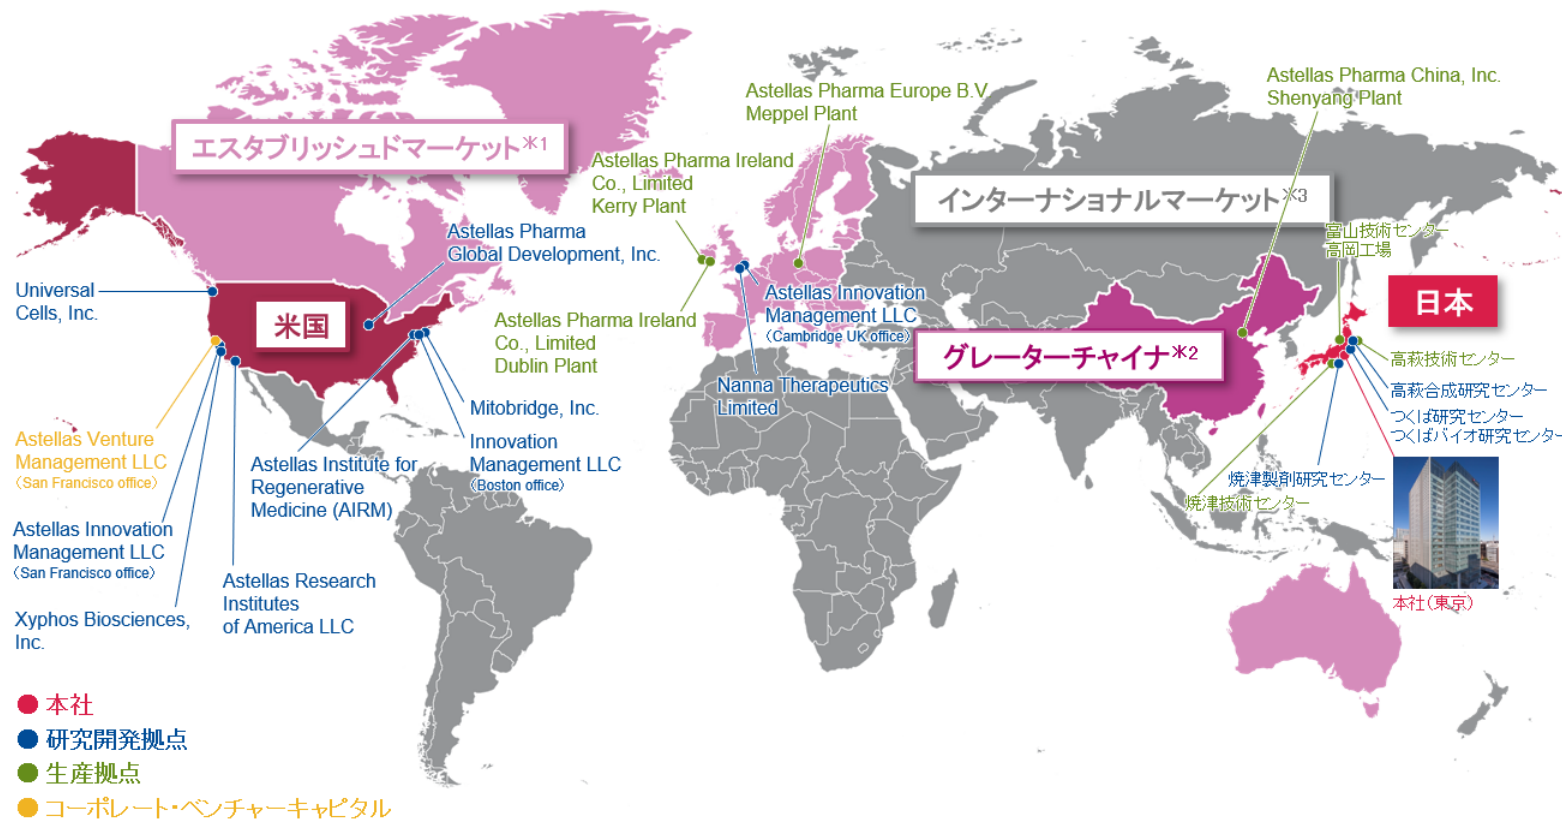 エスタブリッシュドマーケット※1
Astellas Pharma Europe B.V.
Meppel Plant
Astellas Pharma China, Inc.
Shenyang Plant
Astellas Pharma Ireland
Co., Limited
Kerry Plant
インターナショナルマーケット※3
Astellas Pharma
Global Development, Inc.
富山技術センター
高岡工場
Universal
Cells, Inc.
米国
Astellas Innovation
Management LLC
(Cambridge UK office)
日本
Astellas Pharma Ireland
Co., Limited
Dublin Plant
グレーターチャイナ※2
高萩技術センター
Nanna Therapeutics
Limited
高萩合成研究センター
Mitobridge, Inc.
つくば研究センター
つくばバイオ研究センター
Astellas Venture
Management LLC
(San Francisco office)
Innovation
Management LLC
(Boston office)
Astellas Institute for
Regenerative
Medicine (AIRM)
焼津製剤研究センター
焼津技術センター
Astellas Innovation
Management LLC
(San Francisco office)
Astellas Research
Institutes
of America LLC
Xyphos Biosciences,
Inc.
本社(東京)
本社
研究開発拠点
生産拠点
コーポレート・ベンチャーキャピタル